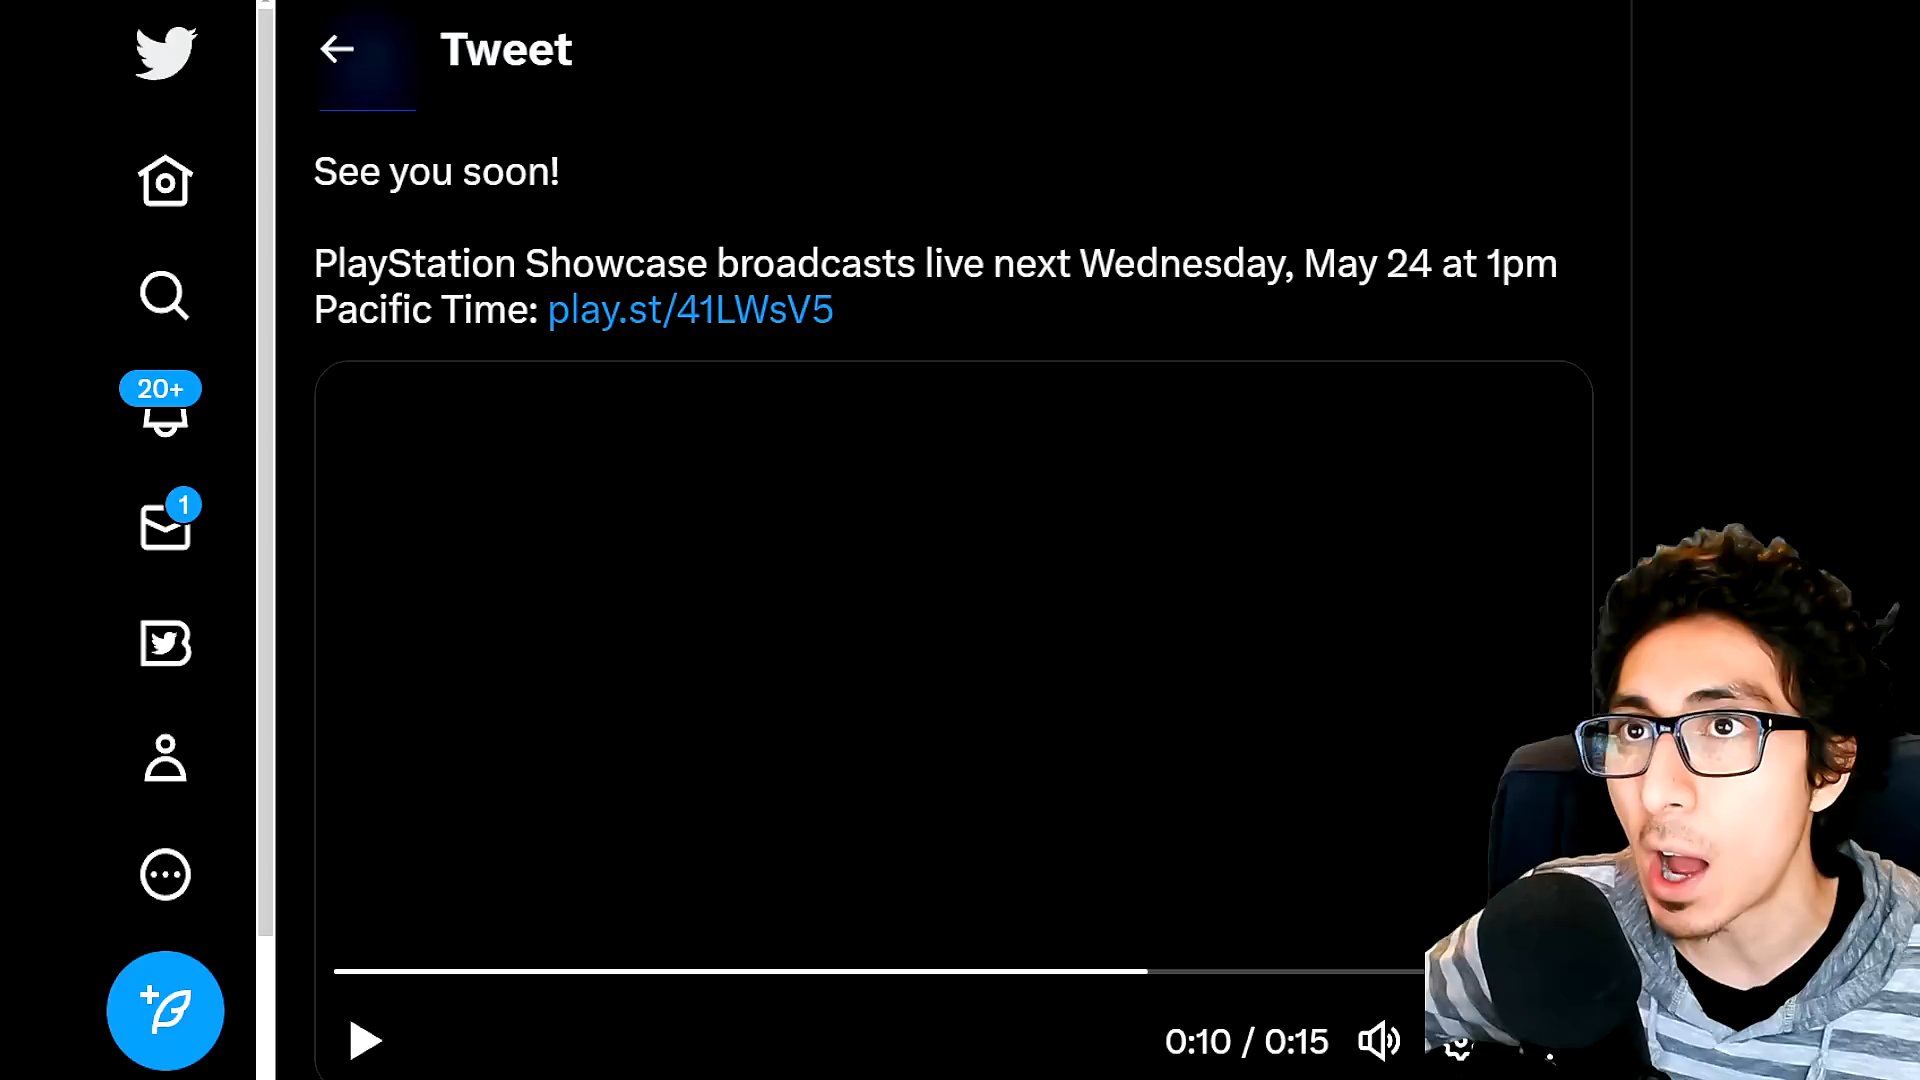 Tweet
See you soon!
PlayStation Showcase broadcasts live next Wednesday, May 24 at 1pm
Pacific Time: play.st/41LWsV5
20+
1
0:10 / 0:15